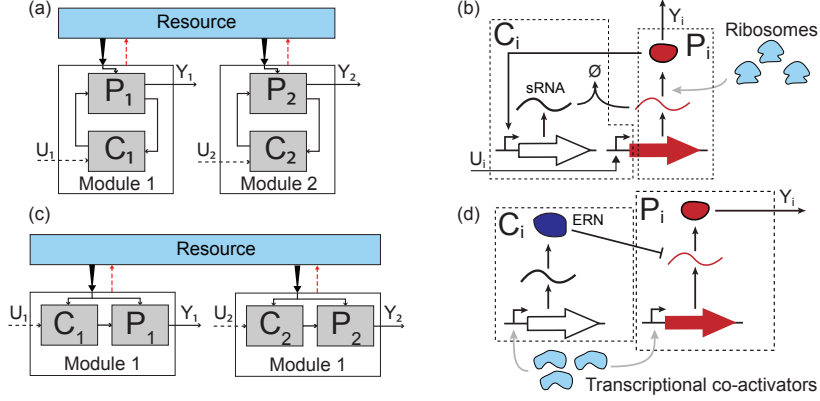 (a)
Resource
P₁
Y₁
C₁
U₁
Module 1
P₂
Y₂
C₂
U₂
Module 2
(b)
Cᵢ
Yᵢ
Pᵢ
Ribosomes
Ø
sRNA
Uᵢ
(c)
Resource
U₁
C₁
P₁
Y₁
Module 1
U₂
C₂
P₂
Y₂
Module 1
(d)
Cᵢ
ERN
Pᵢ
Yᵢ
Transcriptional co-activators